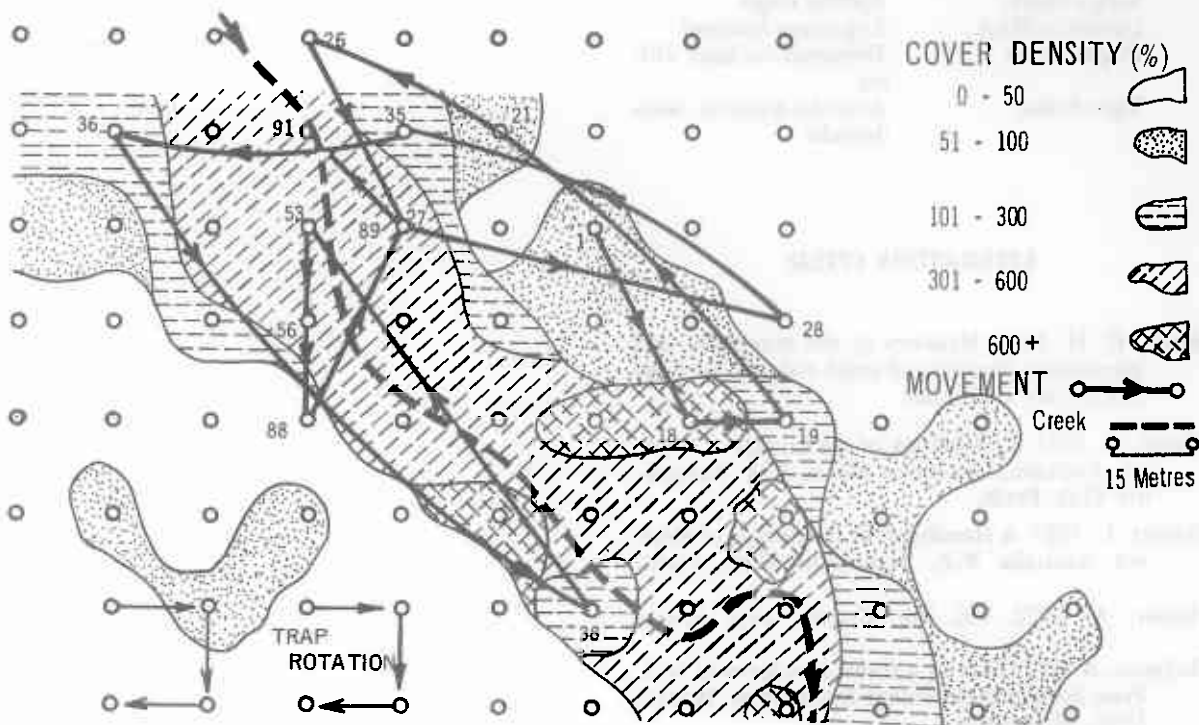 26
COVER DENSITY (%)
0 - 50
36
91
35
21
51 - 100
53
89
27
1
101 - 300
56
28
301 - 600
600+
MOVEMENT
88
18
19
Creek
15 Metres
38
TRAP
ROTATION